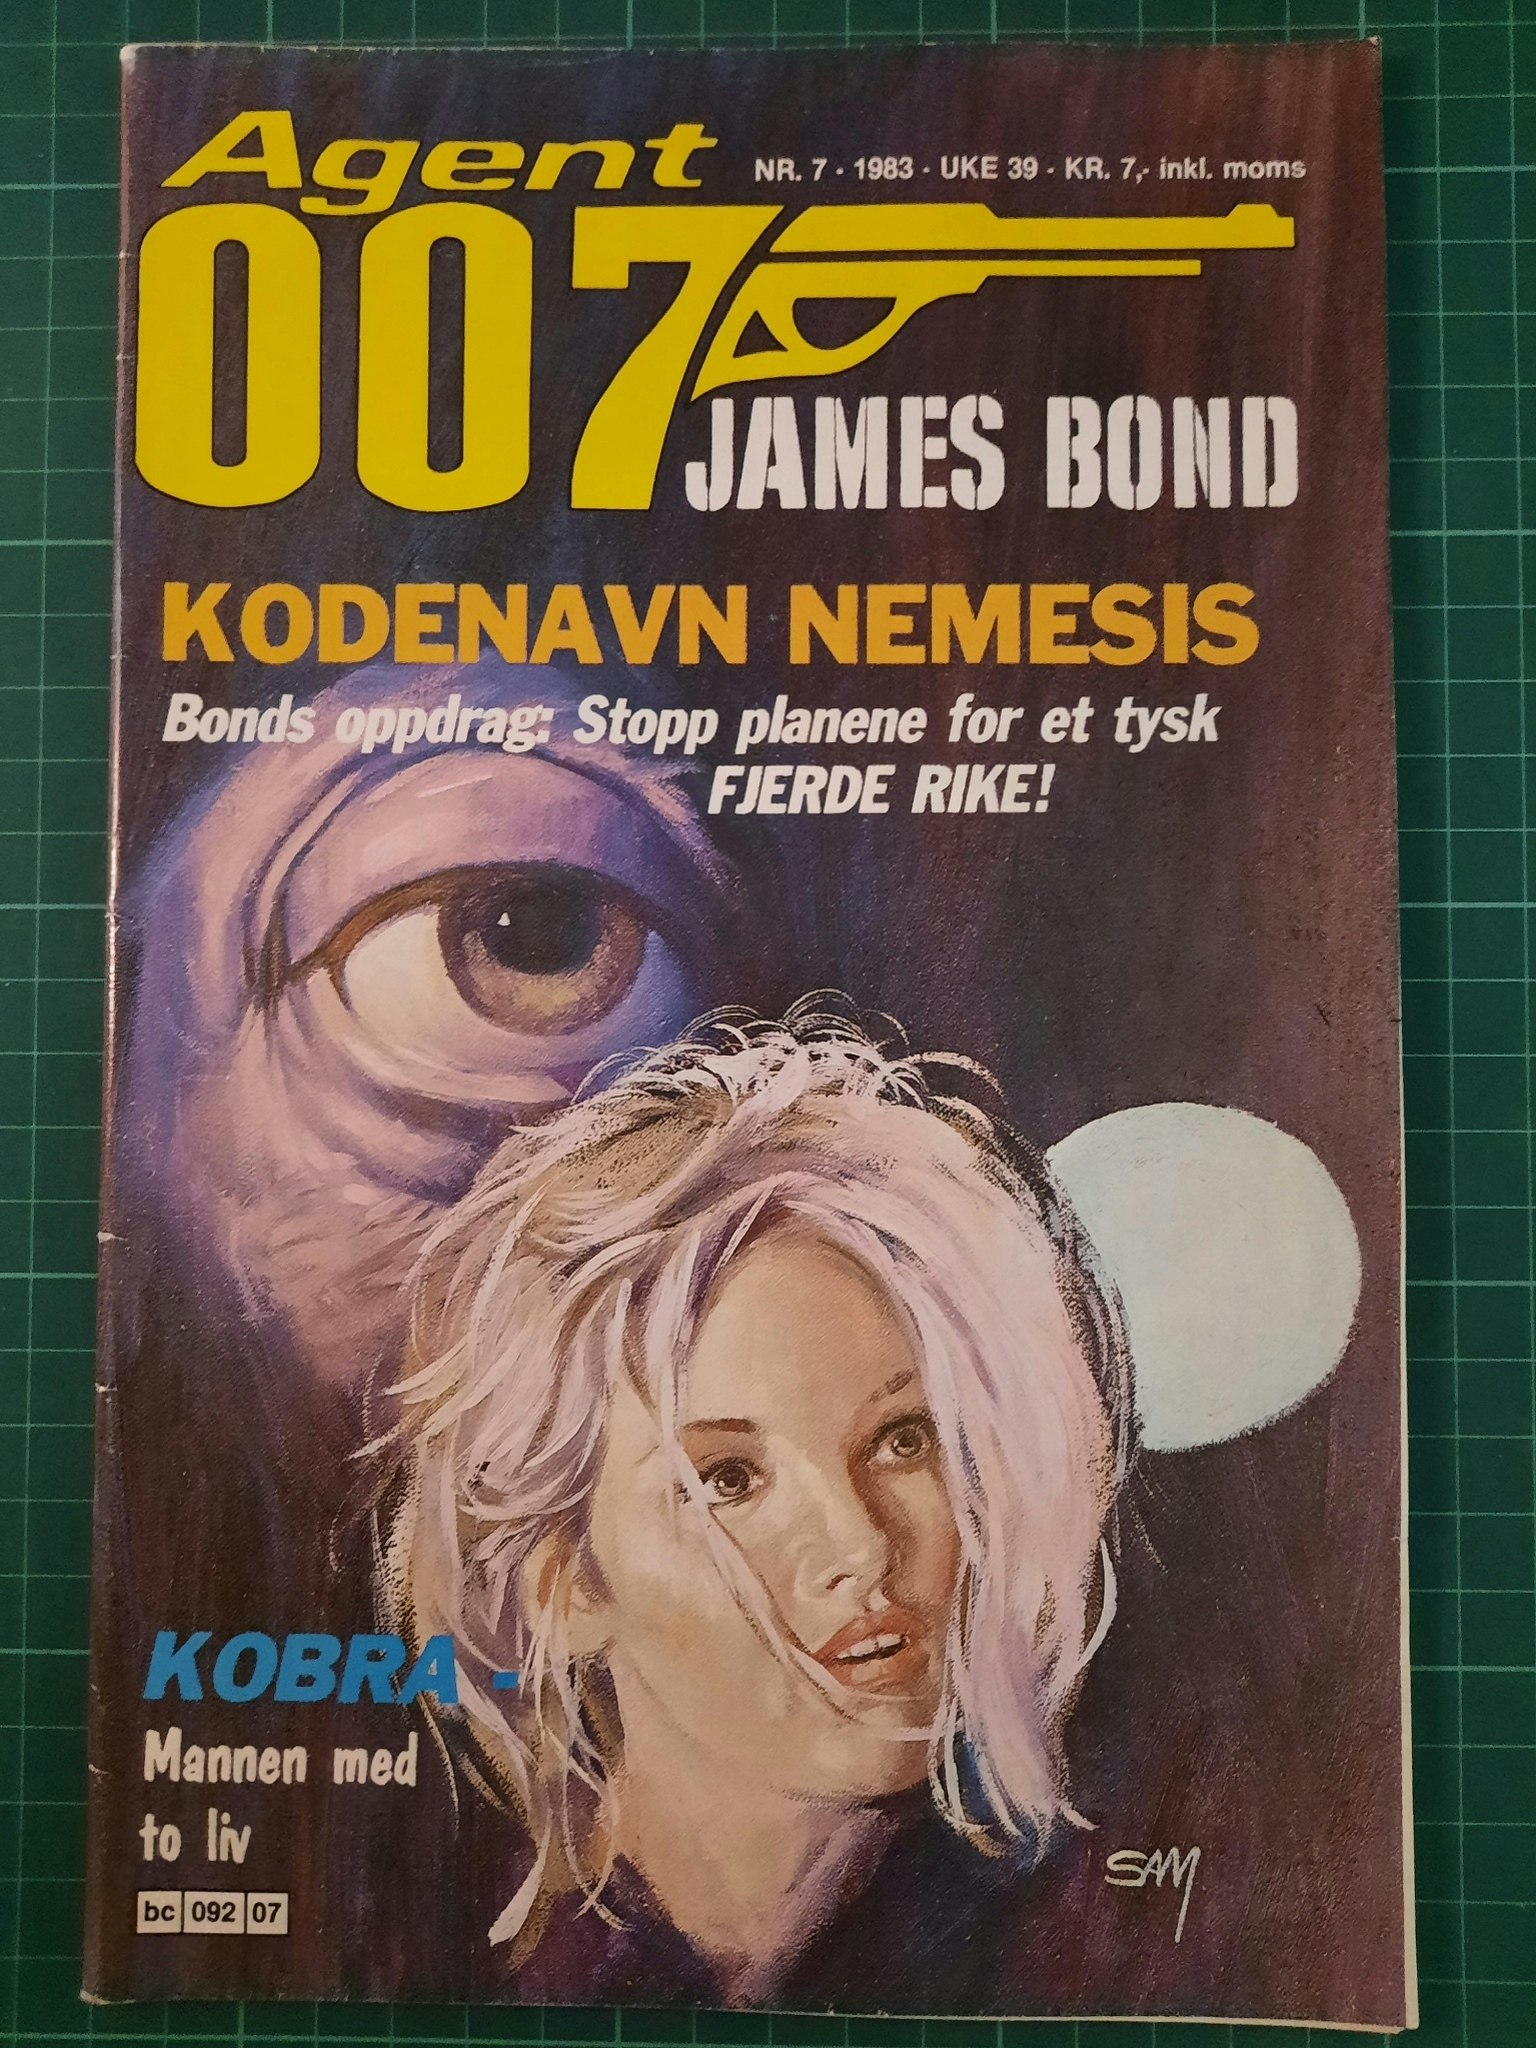 Agent
NR. 7 · 1983 · UKE 39 · KR. 7,- inkl. moms
007
JAMES BOND
KODENAVN NEMESIS
Bonds oppdrag: Stopp planene for et tysk
FJERDE RIKE!
KOBRA -
Mannen med
to liv
SAM
bc 092 07